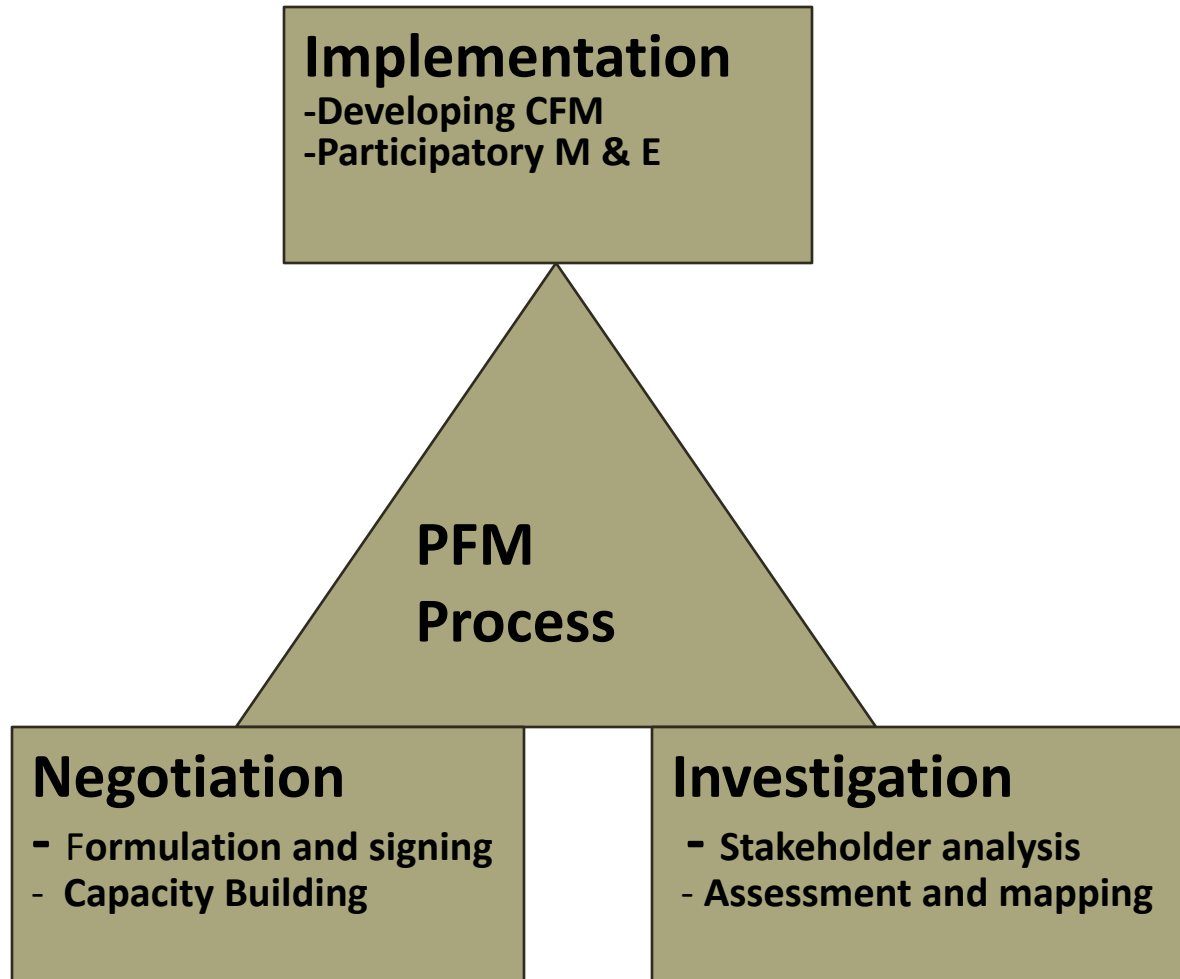 Implementation
-Developing CFM
-Participatory M & E
PFM
Process
Negotiation
- Formulation and signing
- Capacity Building
Investigation
- Stakeholder analysis
- Assessment and mapping